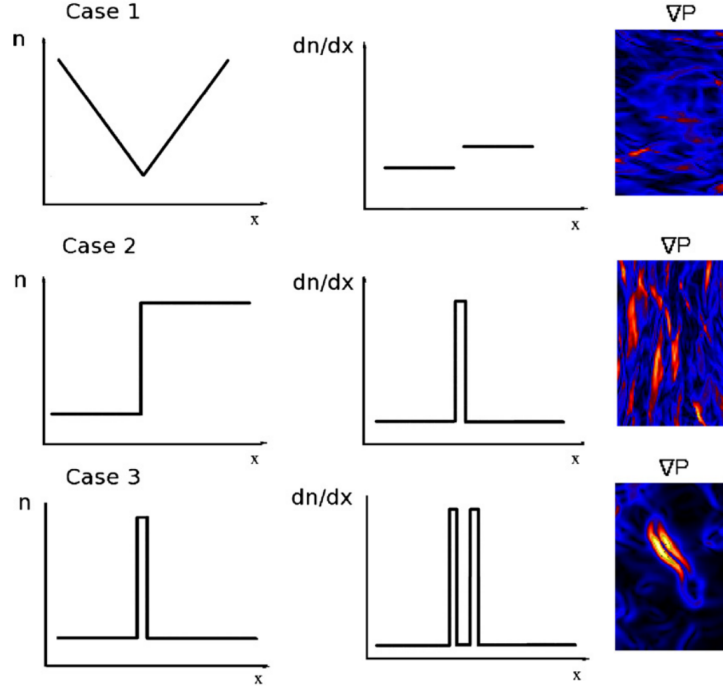 Case 1
∇P
n
dn/dx
x
x
Case 2
∇P
n
dn/dx
x
x
Case 3
∇P
n
dn/dx
x
x